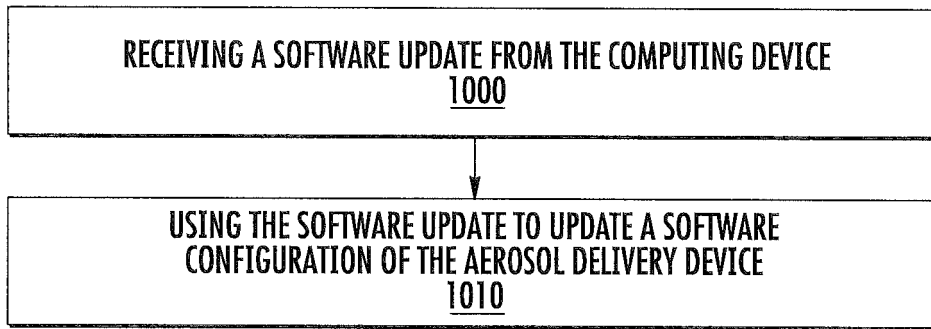 RECEIVING A SOFTWARE UPDATE FROM THE COMPUTING DEVICE
1000
USING THE SOFTWARE UPDATE TO UPDATE A SOFTWARE
CONFIGURATION OF THE AEROSOL DELIVERY DEVICE
1010